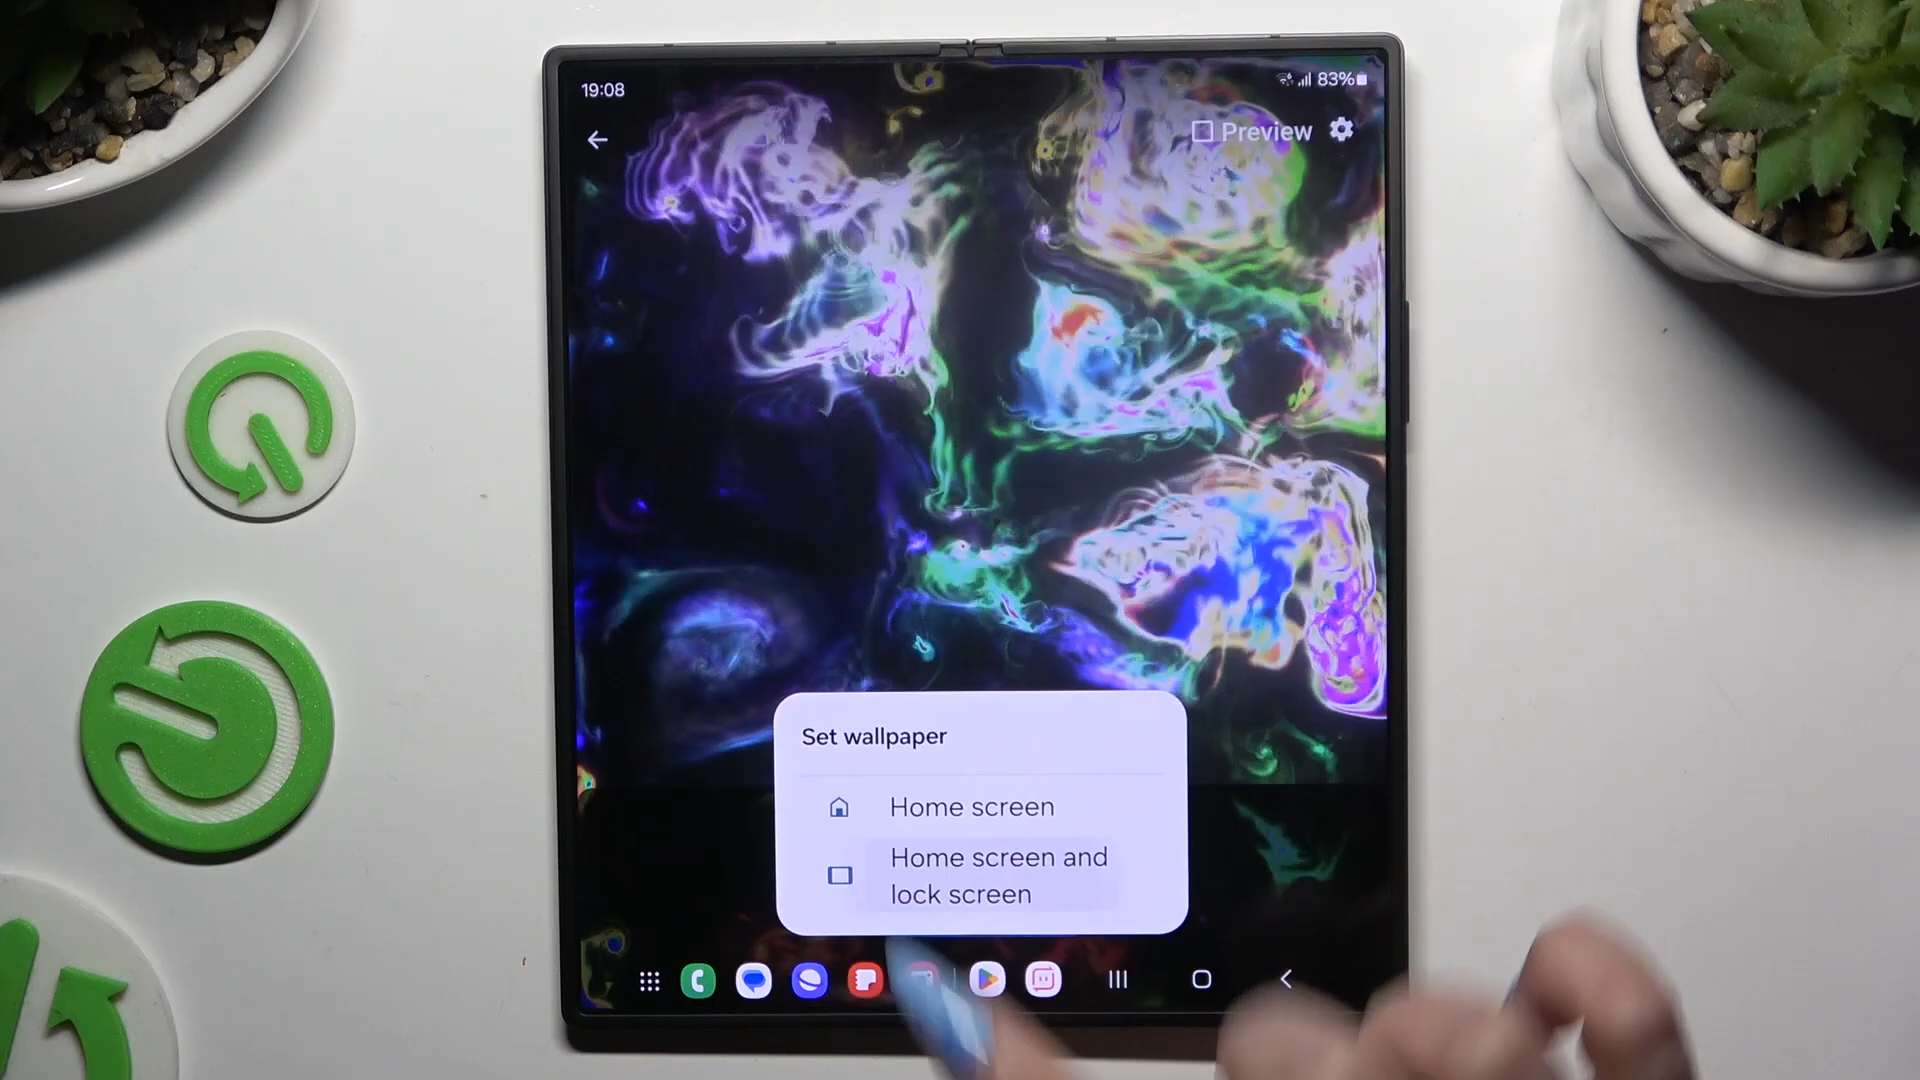 19:08
83%
Preview
Set wallpaper
Home screen
Home screen and
lock screen